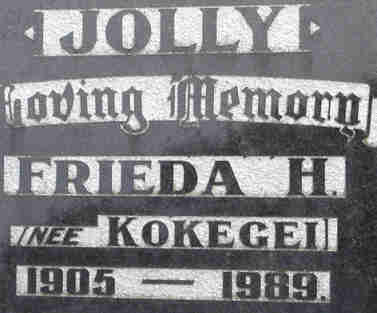 JOLLY
Loving Memory
FRIEDA H.
(NEE KOKEGEI)
1905 — 1989.